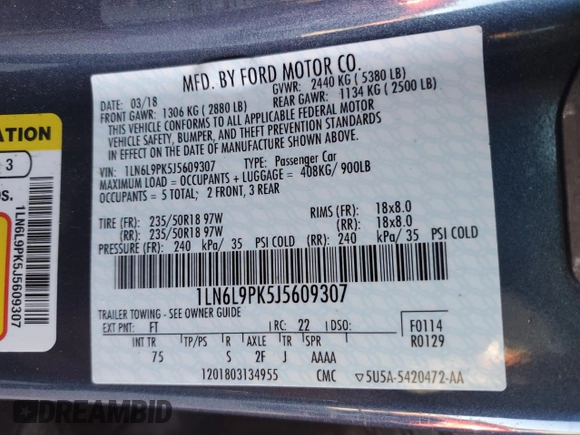 MFD. BY FORD MOTOR CO.
03/18
GVWR: 2440 KG ( 5380 LB)
FRONT GAWR: 1306 KG ( 2880 LB)
REAR GAWR: 1134 KG ( 2500 LB)
THIS VEHICLE CONFORMS TO ALL APPLICABLE FEDERAL MOTOR
VEHICLE SAFETY, BUMPER, AND THEFT PREVENTION STANDARDS
IN EFFECT ON THE DATE OF MANUFACTURE SHOWN ABOVE
VIN: 1LN6L9PK5J5609307 TYPE: Passenger Car
MAXIMUM LOAD = OCCUPANTS + LUGGAGE = 408KG/ 900LB
OCCUPANTS = 5 TOTAL; 2 FRONT, 3 REAR
TIRE (FR): 235/50R18 97W RIMS (FR): 18x8.0
(RR): 235/50R18 97W (RR): 18x8.0
PRESSURE (FR): 240 kPa/ 35 PSI COLD (RR): 240 kPa/ 35 PSI COLD
1LN6L9PK5J5609307
TRAILER TOWING - SEE OWNER GUIDE
EXT PNT: FT RC: 22 DSO: F0114
R0129
INT TR TP/PS R AXLE TR SPR
75 S 2F J AAAA
1201803134955 CMC ▽5U5A-5420472-AA
ATION
3
OS.
1LN6L9PK5J5609307
DREAMBID